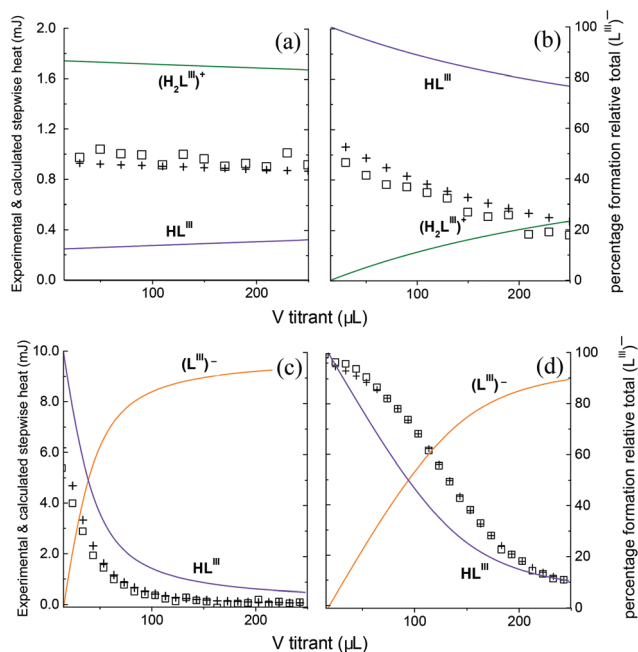 Experimental & calculated stepwise heat (mJ)
2.0
1.6
1.2
0.8
0.4
0.0
(a)
(H₂Lᴵᴵᴵ)⁺
HLᴵᴵᴵ
100
200
(b)
HLᴵᴵᴵ
(H₂Lᴵᴵᴵ)⁺
100
200
100
80
60
40
20
0
percentage formation relative total (Lᴵᴵᴵ)⁻
V titrant (µL)
Experimental & calculated stepwise heat (mJ)
10.0
8.0
6.0
4.0
2.0
0.0
(c)
(Lᴵᴵᴵ)⁻
HLᴵᴵᴵ
100
200
(d)
(Lᴵᴵᴵ)⁻
HLᴵᴵᴵ
100
200
100
80
60
40
20
0
percentage formation relative total (Lᴵᴵᴵ)⁻
V titrant (µL)